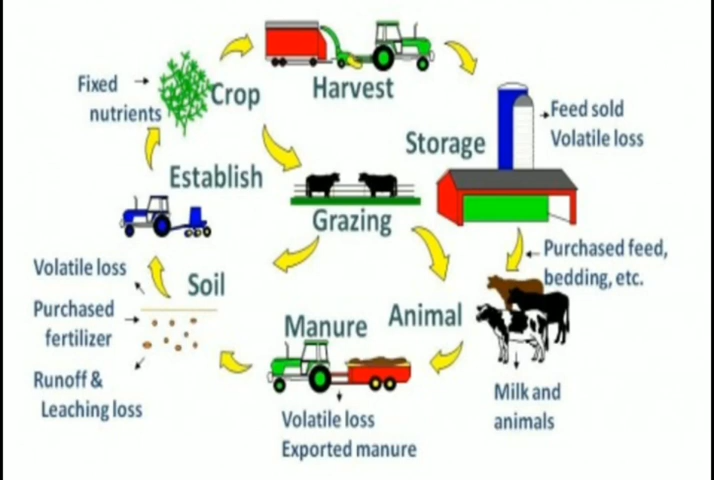 Fixed
nutrients
Crop
Harvest
Storage
Feed sold
Volatile loss
Establish
Grazing
Purchased feed,
bedding, etc.
Volatile loss
Soil
Purchased
fertilizer
Manure
Animal
Runoff &
Leaching loss
Milk and
animals
Volatile loss
Exported manure